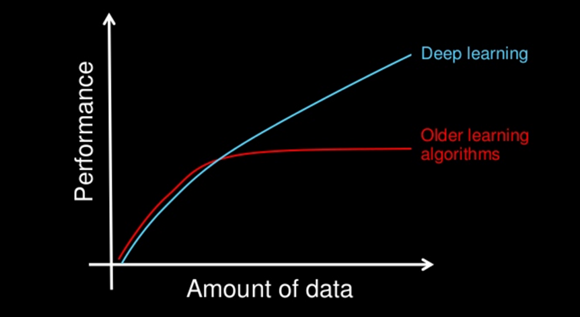 Performance
Deep learning
Older learning
algorithms
Amount of data